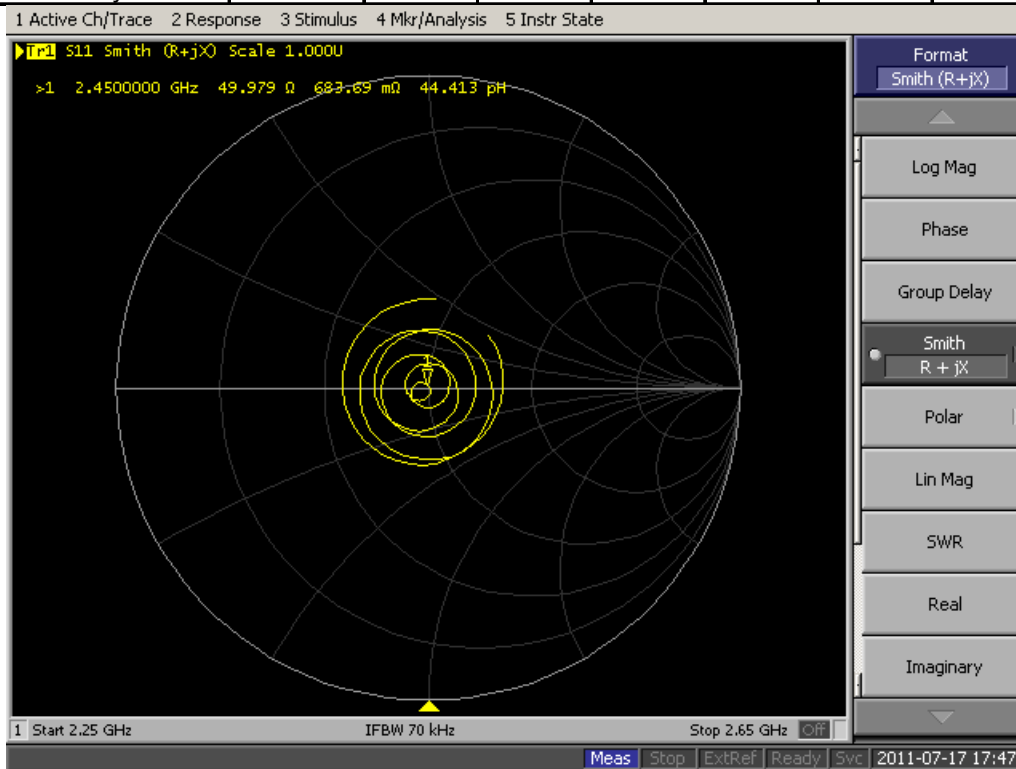 1 Active Ch/Trace 2 Response 3 Stimulus 4 Mkr/Analysis 5 Instr State
Tr1 S11 Smith (R+jX) Scale 1.000U
>1 2.4500000 GHz 49.979 Ω 683.69 mΩ 44.413 pH
1
Format
Smith (R+jX)
Log Mag
Phase
Group Delay
Smith
R + jX
Polar
Lin Mag
SWR
Real
Imaginary
1 Start 2.25 GHz IFBW 70 kHz Stop 2.65 GHz Off
Meas Stop ExtRef Ready Svc 2011-07-17 17:47